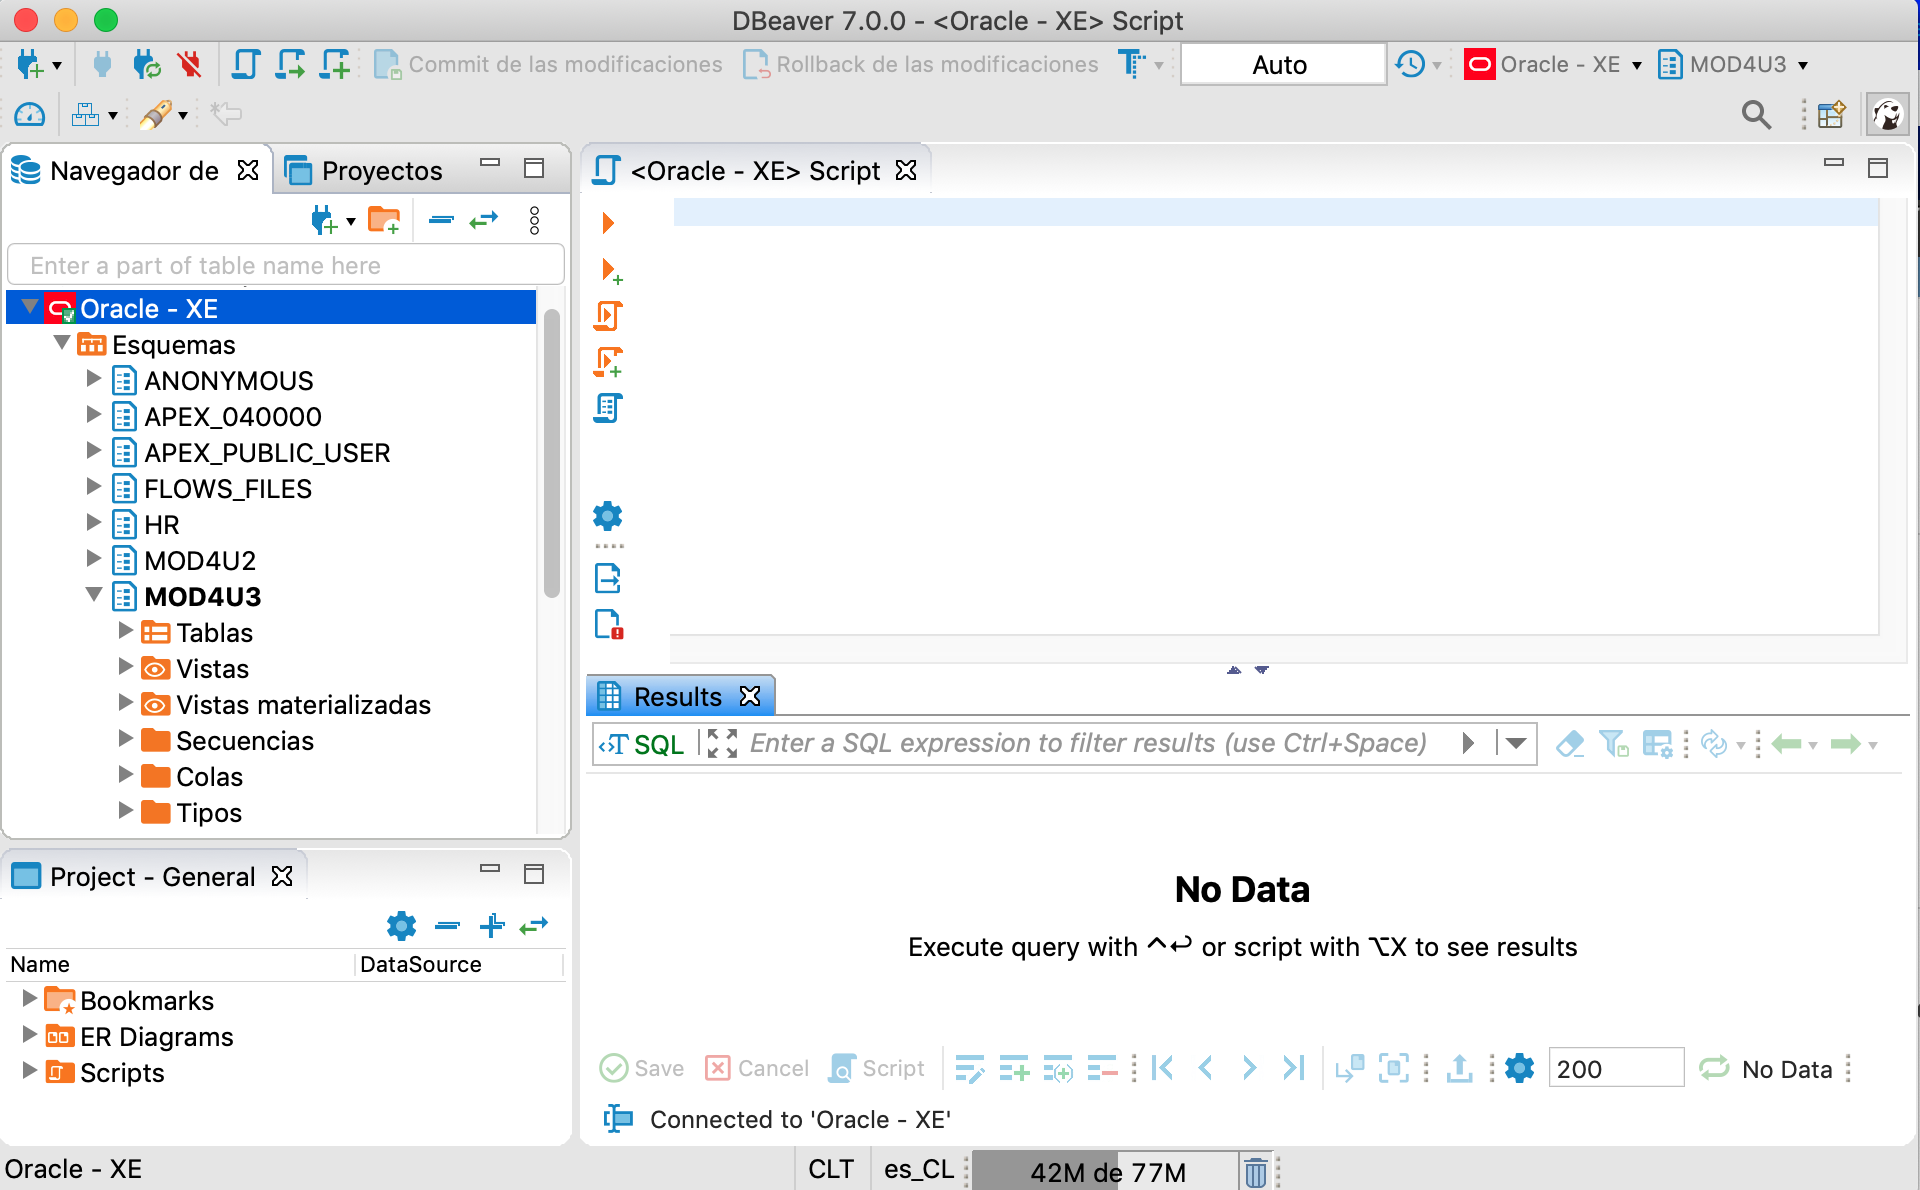 DBeaver 7.0.0 - <Oracle - XE> Script
Commit de las modificaciones Rollback de las modificaciones Auto Oracle - XE MOD4U3
Navegador de Proyectos
Enter a part of table name here
Oracle - XE
Esquemas
ANONYMOUS
APEX_040000
APEX_PUBLIC_USER
FLOWS_FILES
HR
MOD4U2
MOD4U3
Tablas
Vistas
Vistas materializadas
Secuencias
Colas
Tipos
Project - General
Name DataSource
Bookmarks
ER Diagrams
Scripts
<Oracle - XE> Script
Results
SQL Enter a SQL expression to filter results (use Ctrl+Space)
No Data
Execute query with ^↩ or script with ⌥X to see results
Save Cancel Script 200 No Data
Connected to 'Oracle - XE'
Oracle - XE CLT es_CL 42M de 77M